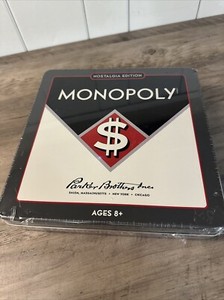 NOSTALGIA EDITION
MONOPOLY
$
Parker Brothers Inc
SALEM, MASSACHUSETTS • NEW YORK • CHICAGO
AGES 8+